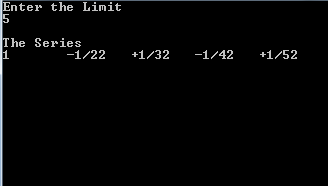 Enter the Limit
5
The Series
1 -1/22 +1/32 -1/42 +1/52